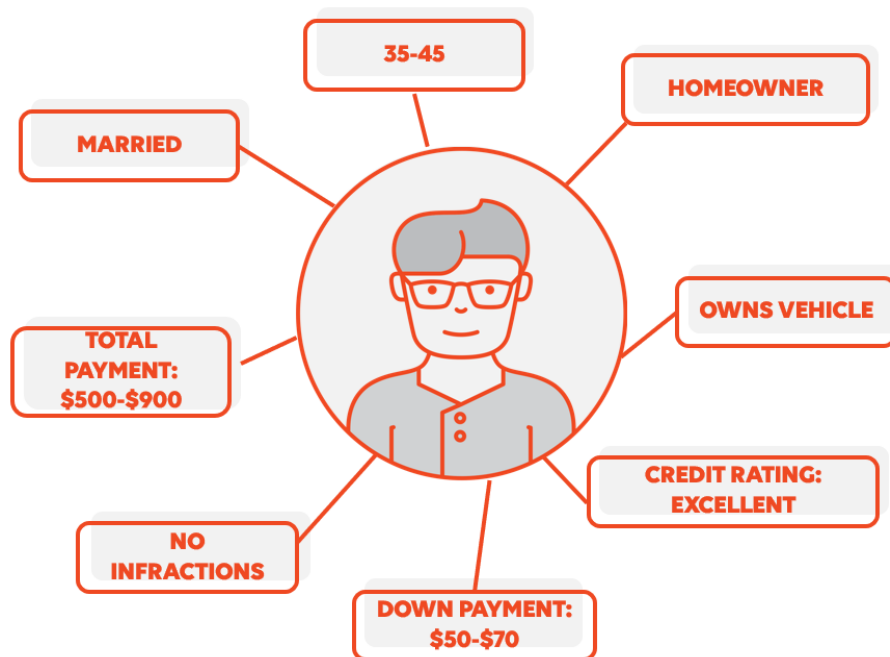 35-45
HOMEOWNER
MARRIED
OWNS VEHICLE
TOTAL
PAYMENT:
$500-$900
CREDIT RATING:
EXCELLENT
NO
INFRACTIONS
DOWN PAYMENT:
$50-$70